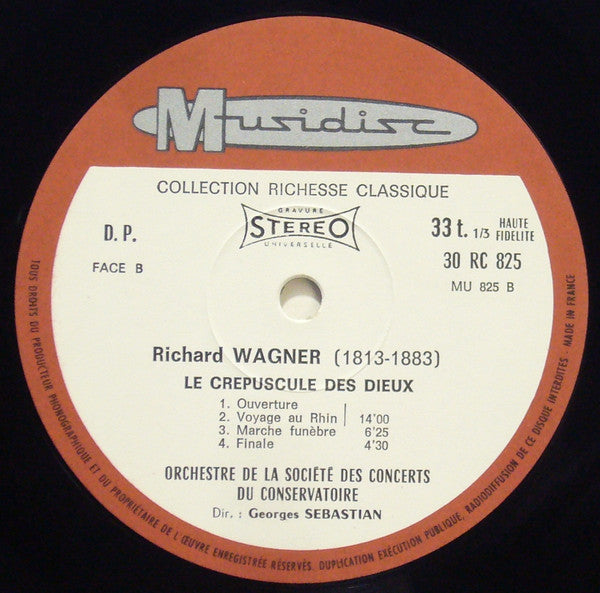 Musidisc
COLLECTION RICHESSE CLASSIQUE
GRAVURE
STEREO
UNIVERSELLE
D. P.
FACE B
33 t. 1/3 HAUTE FIDELITE
30 RC 825
MU 825 B
Richard WAGNER (1813-1883)
LE CREPUSCULE DES DIEUX
1. Ouverture
2. Voyage au Rhin 14'00
3. Marche funèbre 6'25
4. Finale 4'30
ORCHESTRE DE LA SOCIÉTÉ DES CONCERTS
DU CONSERVATOIRE
Dir. : Georges SEBASTIAN
TOUS DROITS DU PRODUCTEUR PHONOGRAPHIQUE ET DU PROPRIÉTAIRE DE L'ŒUVRE ENREGISTRÉE RÉSERVÉS. DUPLICATION EXÉCUTION PUBLIQUE, RADIODIFFUSION DE CE DISQUE INTERDITES - MADE IN FRANCE